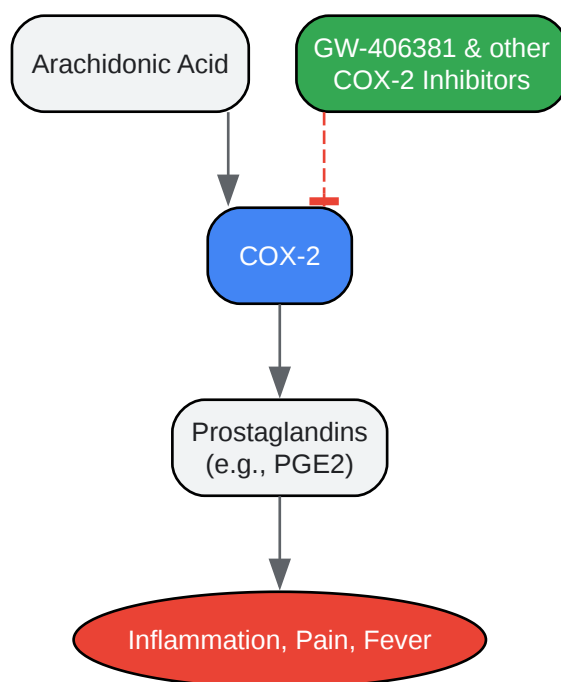 Arachidonic Acid
GW-406381 & other
COX-2 Inhibitors
COX-2
Prostaglandins
(e.g., PGE2)
Inflammation, Pain, Fever